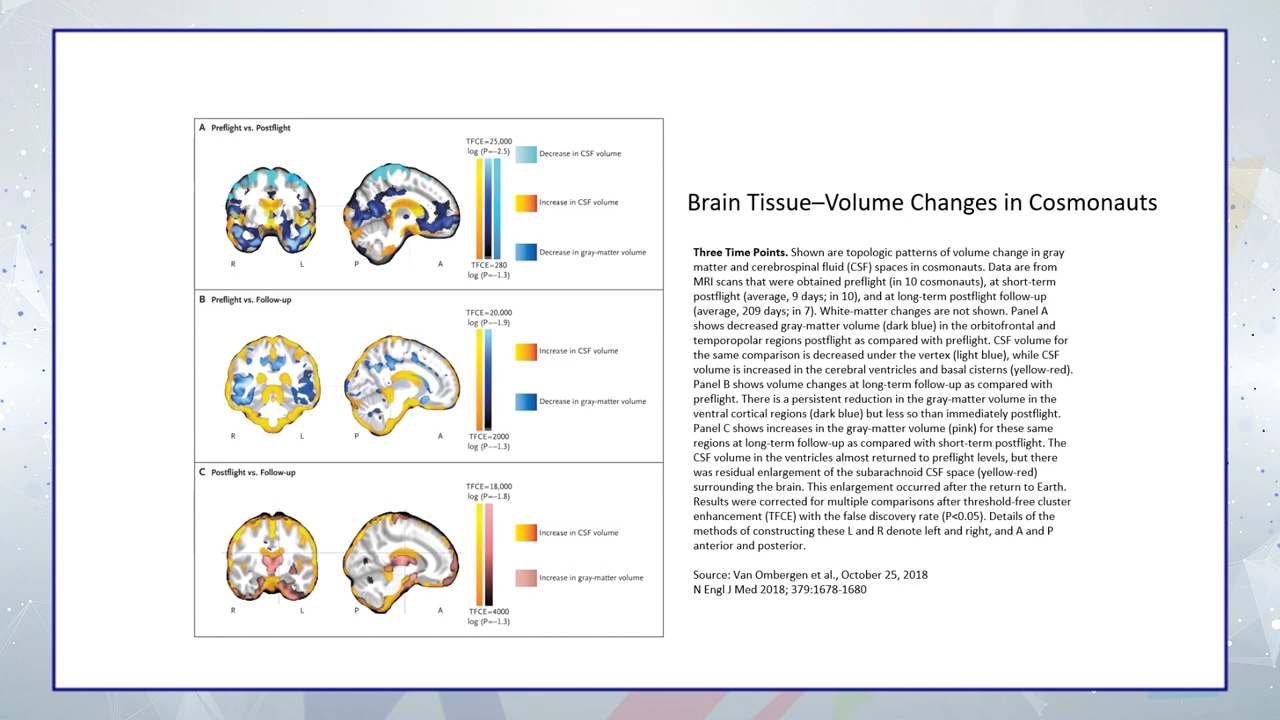 A Preflight vs. Postflight
TFCE=25,000
log (P=−2.5)
Decrease in CSF volume
Increase in CSF volume
Decrease in gray-matter volume
TFCE=280
log (P=−1.3)
R L P A
B Preflight vs. Follow-up
TFCE=20,000
log (P=−1.9)
Increase in CSF volume
Decrease in gray-matter volume
R L P A
TFCE=2000
log (P=−1.3)
C Postflight vs. Follow-up
TFCE=18,000
log (P=−1.8)
Increase in CSF volume
Increase in gray-matter volume
R L P A
TFCE=4000
log (P=−1.3)
Brain Tissue–Volume Changes in Cosmonauts
Three Time Points. Shown are topologic patterns of volume change in gray
matter and cerebrospinal fluid (CSF) spaces in cosmonauts. Data are from
MRI scans that were obtained preflight (in 10 cosmonauts), at short-term
postflight (average, 9 days; in 10), and at long-term postflight follow-up
(average, 209 days; in 7). White-matter changes are not shown. Panel A
shows decreased gray-matter volume (dark blue) in the orbitofrontal and
temporopolar regions postflight as compared with preflight. CSF volume for
the same comparison is decreased under the vertex (light blue), while CSF
volume is increased in the cerebral ventricles and basal cisterns (yellow-red).
Panel B shows volume changes at long-term follow-up as compared with
preflight. There is a persistent reduction in the gray-matter volume in the
ventral cortical regions (dark blue) but less so than immediately postflight.
Panel C shows increases in the gray-matter volume (pink) for these same
regions at long-term follow-up as compared with short-term postflight. The
CSF volume in the ventricles almost returned to preflight levels, but there
was residual enlargement of the subarachnoid CSF space (yellow-red)
surrounding the brain. This enlargement occurred after the return to Earth.
Results were corrected for multiple comparisons after threshold-free cluster
enhancement (TFCE) with the false discovery rate (P<0.05). Details of the
methods of constructing these L and R denote left and right, and A and P
anterior and posterior.
Source: Van Ombergen et al., October 25, 2018
N Engl J Med 2018; 379:1678-1680